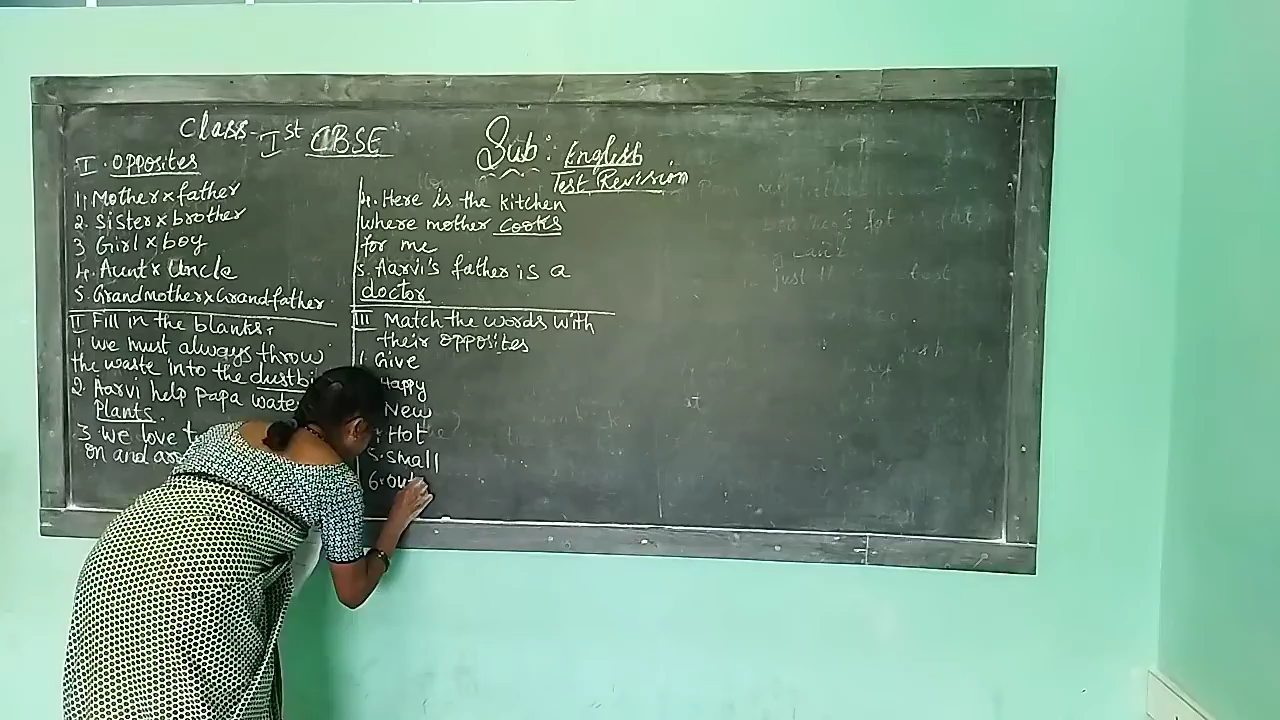 Class - Ist CBSE
Sub: English
Test Revision
I. Opposites
1, Mother x father
2. Sister x brother
3 Girl x boy
4. Aunt x Uncle
5. Grandmother x Grandfather
II Fill in the blanks.
1 We must always throw
the waste into the dustbi
2. Aarvi help papa wate
Plants.
3 We love t
on and aro
4. Here is the kitchen
where mother cooks
for me
5. Aarvi's father is a
doctor
III Match the words with
their opposites
1. Give
Happy
New
Hot
5. Small
6. Out